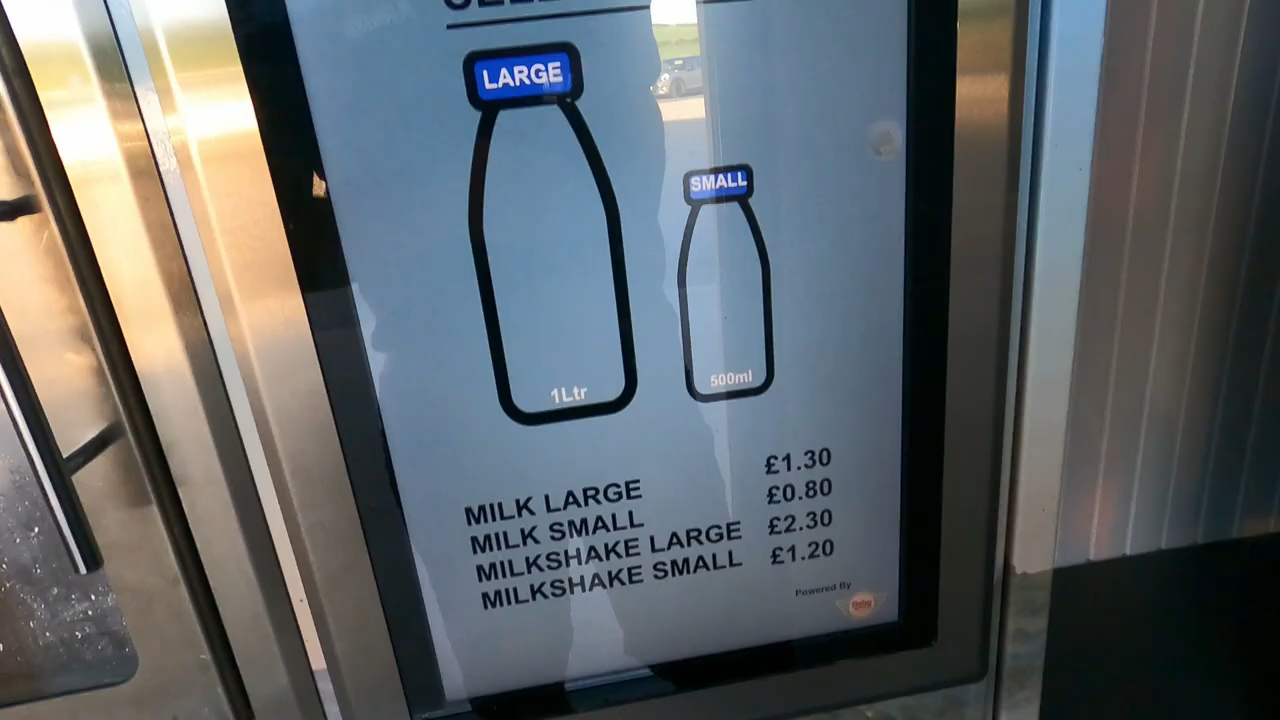 LARGE
SMALL
1Ltr
500ml
MILK LARGE £1.30
MILK SMALL £0.80
MILKSHAKE LARGE £2.30
MILKSHAKE SMALL £1.20
Powered By